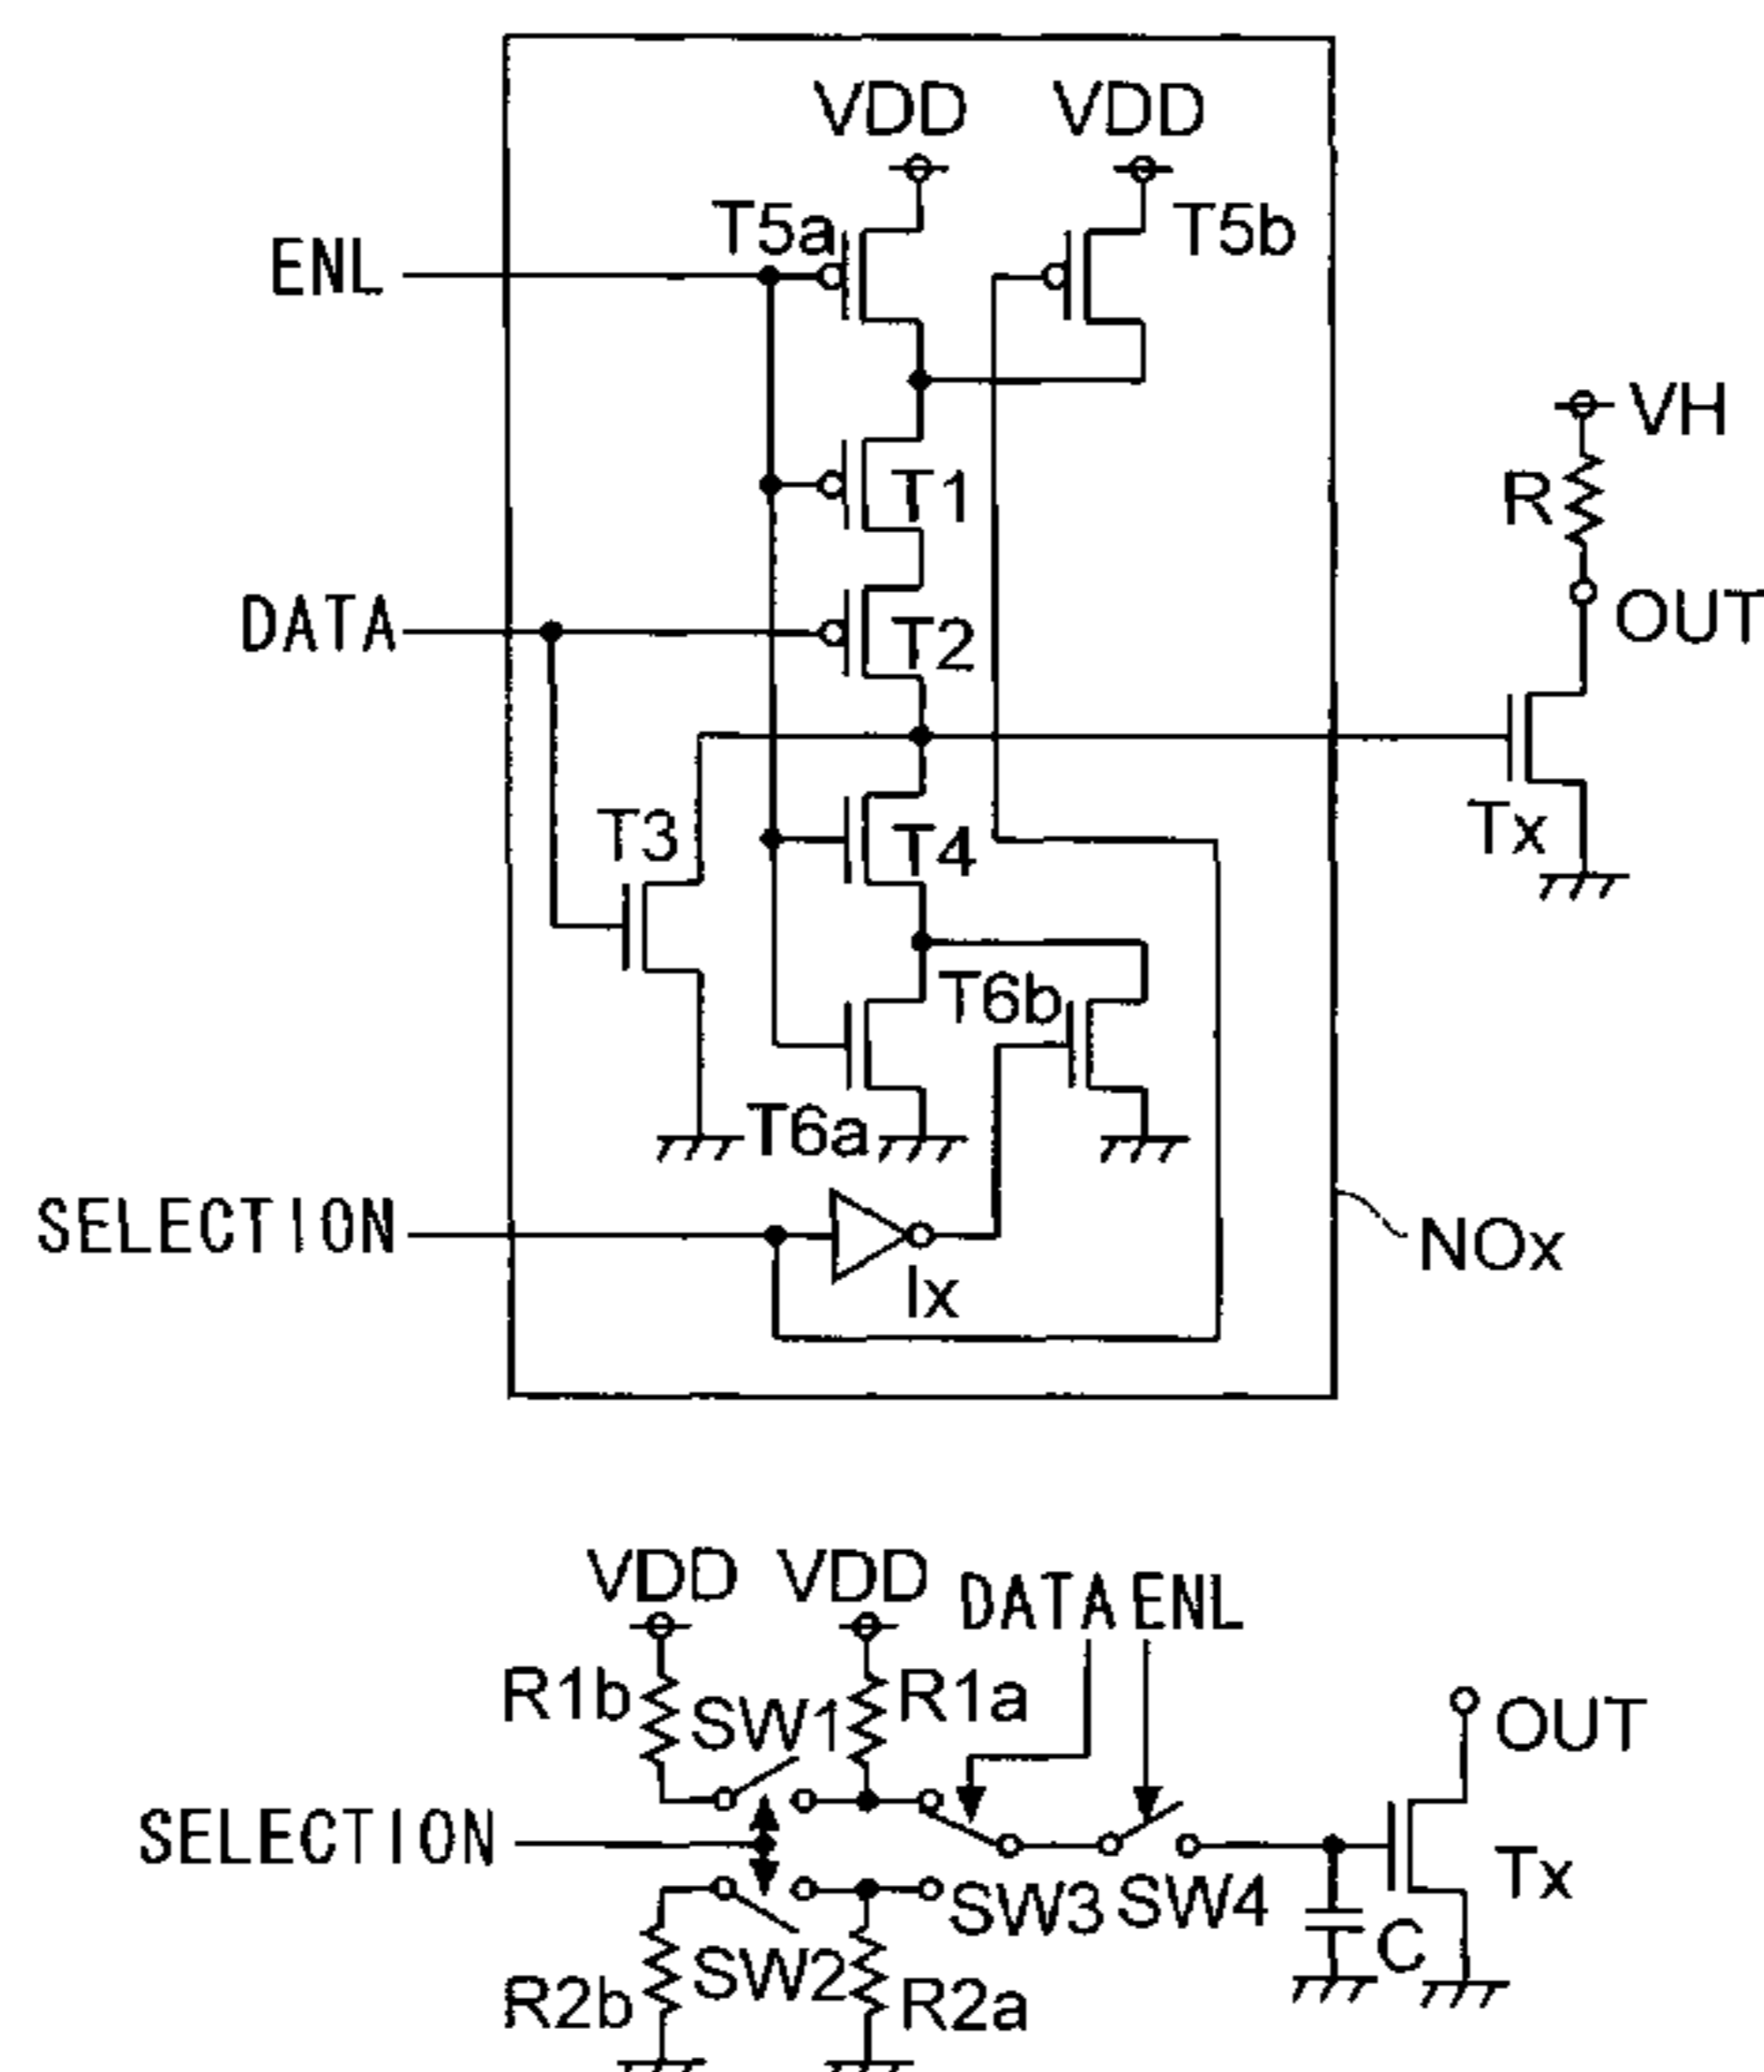 VDD VDD
T5a T5b
ENL
VH
T1
R
DATA
T2
OUT
T3
T4
Tx
T6b
T6a
SELECTION
NOx
Ix
VDD VDD DATA ENL
R1b SW1 R1a
OUT
SELECTION
Tx
SW3 SW4
C
SW2
R2b R2a